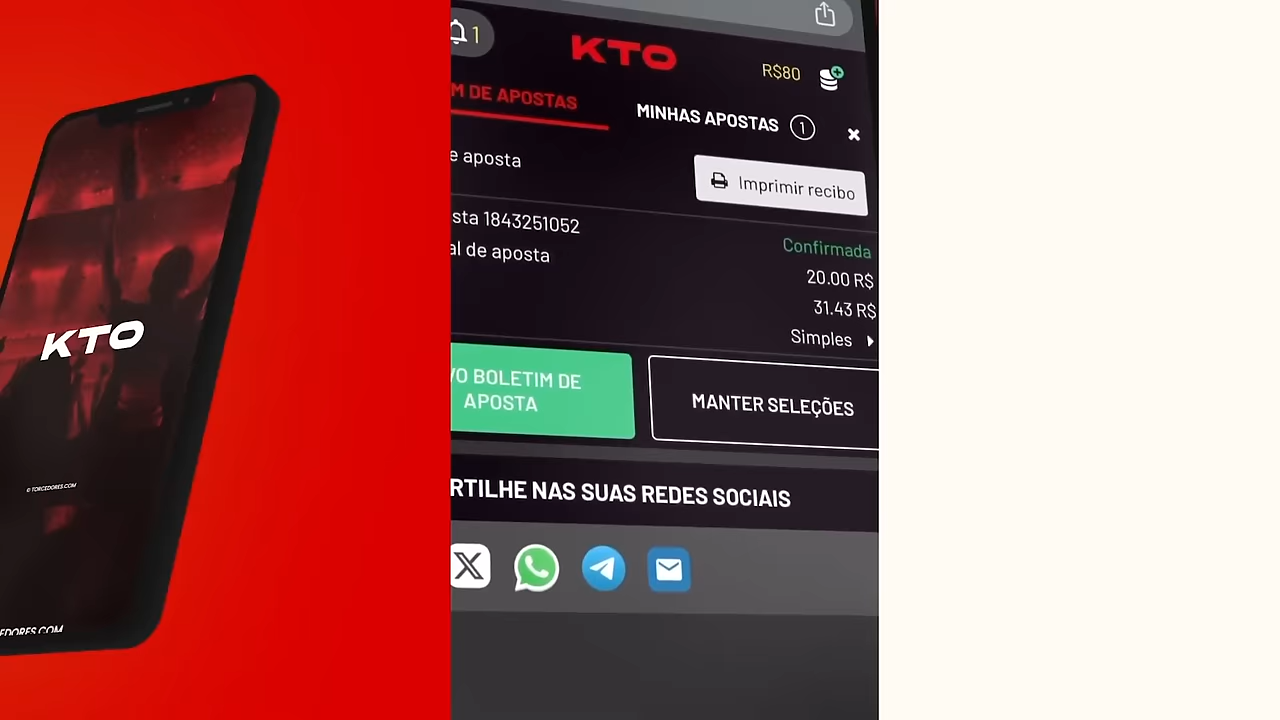 KTO
© TORCEDORES.COM
EDORES.COM
1
KTO
R$80
M DE APOSTAS
MINHAS APOSTAS 1
e aposta
Imprimir recibo
sta 1843251052
Confirmada
al de aposta
20.00 R$
31.43 R$
Simples
VO BOLETIM DE
APOSTA
MANTER SELEÇÕES
RTILHE NAS SUAS REDES SOCIAIS